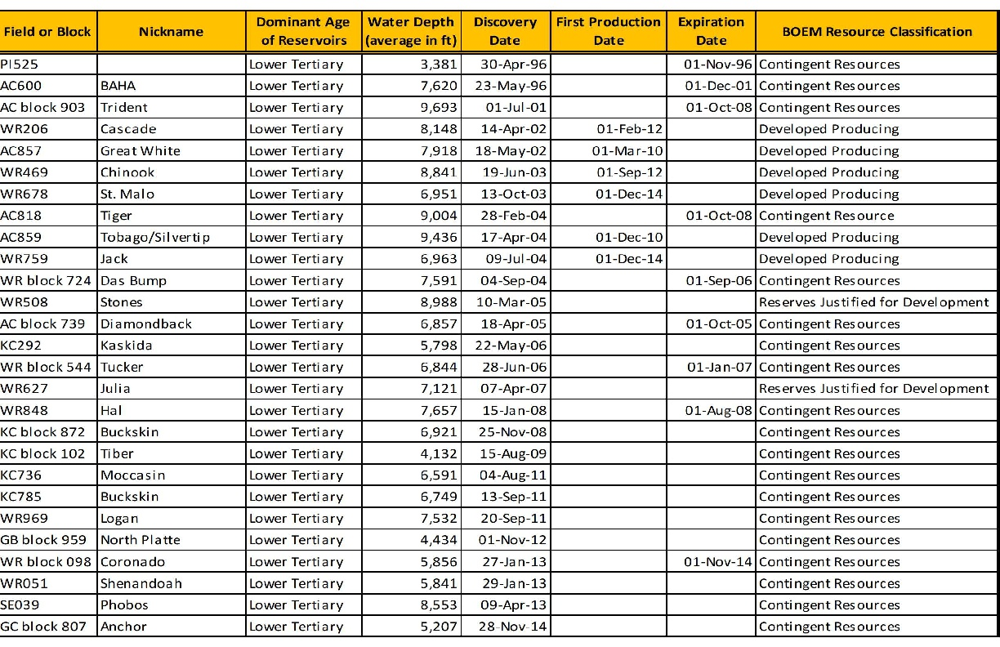 Field or Block Nickname Dominant Age of Reservoirs Water Depth (average in ft) Discovery Date First Production Date Expiration Date BOEM Resource Classification
PI525 Lower Tertiary 3,381 30-Apr-96 01-Nov-96 Contingent Resources
AC600 BAHA Lower Tertiary 7,620 23-May-96 01-Dec-01 Contingent Resources
AC block 903 Trident Lower Tertiary 9,693 01-Jul-01 01-Oct-08 Contingent Resources
WR206 Cascade Lower Tertiary 8,148 14-Apr-02 01-Feb-12 Developed Producing
AC857 Great White Lower Tertiary 7,918 18-May-02 01-Mar-10 Developed Producing
WR469 Chinook Lower Tertiary 8,841 19-Jun-03 01-Sep-12 Developed Producing
WR678 St. Malo Lower Tertiary 6,951 13-Oct-03 01-Dec-14 Developed Producing
AC818 Tiger Lower Tertiary 9,004 28-Feb-04 01-Oct-08 Contingent Resource
AC859 Tobago/Silvertip Lower Tertiary 9,436 17-Apr-04 01-Dec-10 Developed Producing
WR759 Jack Lower Tertiary 6,963 09-Jul-04 01-Dec-14 Developed Producing
WR block 724 Das Bump Lower Tertiary 7,591 04-Sep-04 01-Sep-06 Contingent Resources
WR508 Stones Lower Tertiary 8,988 10-Mar-05 Reserves Justified for Development
AC block 739 Diamondback Lower Tertiary 6,857 18-Apr-05 01-Oct-05 Contingent Resources
KC292 Kaskida Lower Tertiary 5,798 22-May-06 Contingent Resources
WR block 544 Tucker Lower Tertiary 6,844 28-Jun-06 01-Jan-07 Contingent Resources
WR627 Julia Lower Tertiary 7,121 07-Apr-07 Reserves Justified for Development
WR848 Hal Lower Tertiary 7,657 15-Jan-08 01-Aug-08 Contingent Resources
KC block 872 Buckskin Lower Tertiary 6,921 25-Nov-08 Contingent Resources
KC block 102 Tiber Lower Tertiary 4,132 15-Aug-09 Contingent Resources
KC736 Moccasin Lower Tertiary 6,591 04-Aug-11 Contingent Resources
KC785 Buckskin Lower Tertiary 6,749 13-Sep-11 Contingent Resources
WR969 Logan Lower Tertiary 7,532 20-Sep-11 Contingent Resources
GB block 959 North Platte Lower Tertiary 4,434 01-Nov-12 Contingent Resources
WR block 098 Coronado Lower Tertiary 5,856 27-Jan-13 01-Nov-14 Contingent Resources
WR051 Shenandoah Lower Tertiary 5,841 29-Jan-13 Contingent Resources
SE039 Phobos Lower Tertiary 8,553 09-Apr-13 Contingent Resources
GC block 807 Anchor Lower Tertiary 5,207 28-Nov-14 Contingent Resources